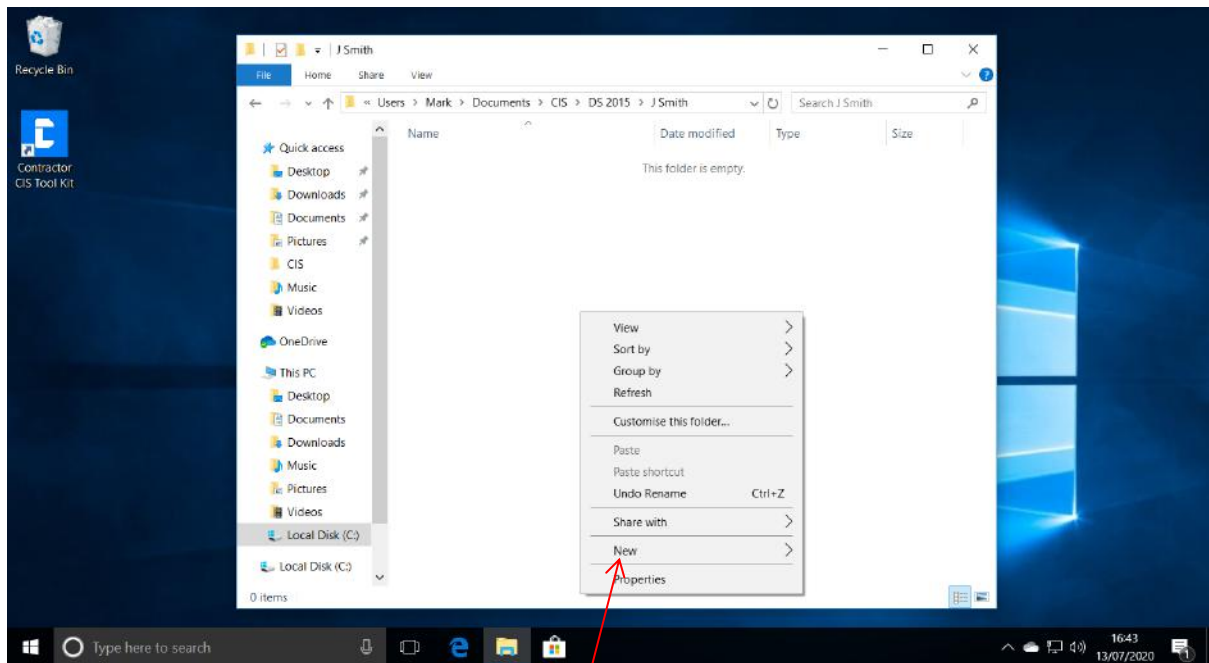 Recycle Bin
Contractor
CIS Tool Kit
J Smith
File Home Share View
« Users > Mark > Documents > CIS > DS 2015 > J Smith
Search J Smith
Name Date modified Type Size
This folder is empty.
Quick access
Desktop
Downloads
Documents
Pictures
CIS
Music
Videos
OneDrive
This PC
Desktop
Documents
Downloads
Music
Pictures
Videos
Local Disk (C:)
Local Disk (C:)
0 items
View
Sort by
Group by
Refresh
Customise this folder...
Paste
Paste shortcut
Undo Rename Ctrl+Z
Share with
New
Properties
Type here to search
16:43
13/07/2020
1